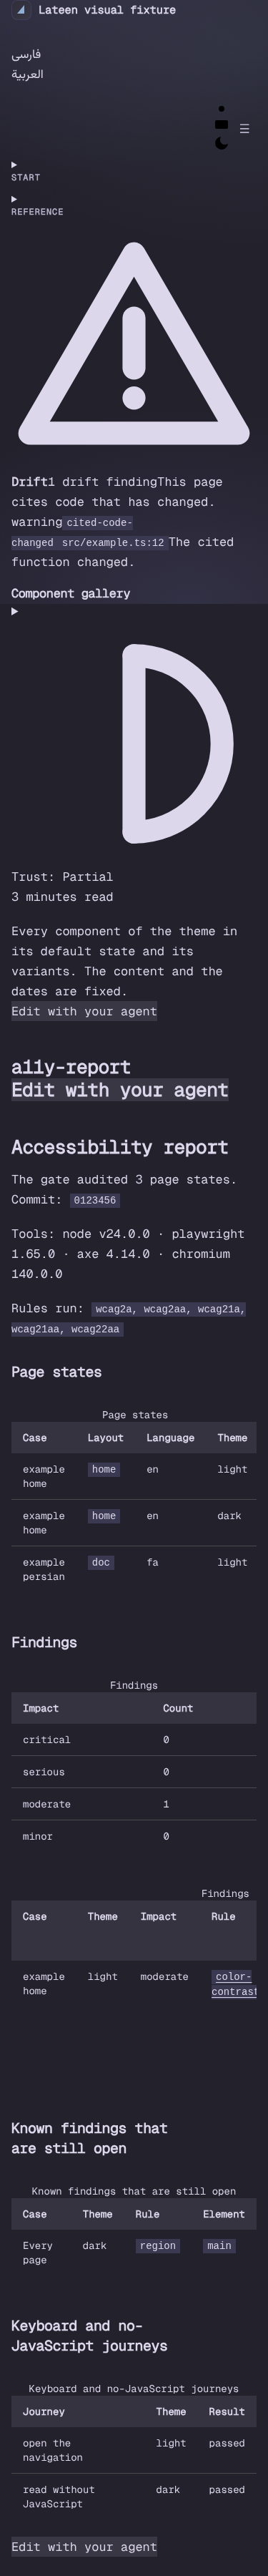 Lateen visual fixture
فارسی
العربية
START
REFERENCE
Drift1 drift findingThis page
cites code that has changed.
warning cited-code-
changed src/example.ts:12 The cited
function changed.
Component gallery
Trust: Partial
3 minutes read
Every component of the theme in
its default state and its
variants. The content and the
dates are fixed.
Edit with your agent
a11y-report
Edit with your agent
Accessibility report
The gate audited 3 page states.
Commit: 0123456
Tools: node v24.0.0 · playwright
1.65.0 · axe 4.14.0 · chromium
140.0.0
Rules run: wcag2a, wcag2aa, wcag21a,
wcag21aa, wcag22aa
Page states
Page states
Case Layout Language Theme
example home home en light
example home home en dark
example persian doc fa light
Findings
Findings
Impact Count
critical 0
serious 0
moderate 1
minor 0
Findings
Case Theme Impact Rule
example home light moderate color-contrast
Known findings that
are still open
Known findings that are still open
Case Theme Rule Element
Every page dark region main
Keyboard and no-
JavaScript journeys
Keyboard and no-JavaScript journeys
Journey Theme Result
open the navigation light passed
read without JavaScript dark passed
Edit with your agent